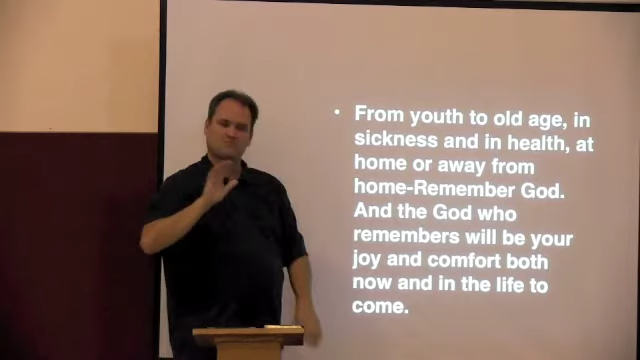 • From youth to old age, in
sickness and in health, at
home or away from
home-Remember God.
And the God who
remembers will be your
joy and comfort both
now and in the life to
come.